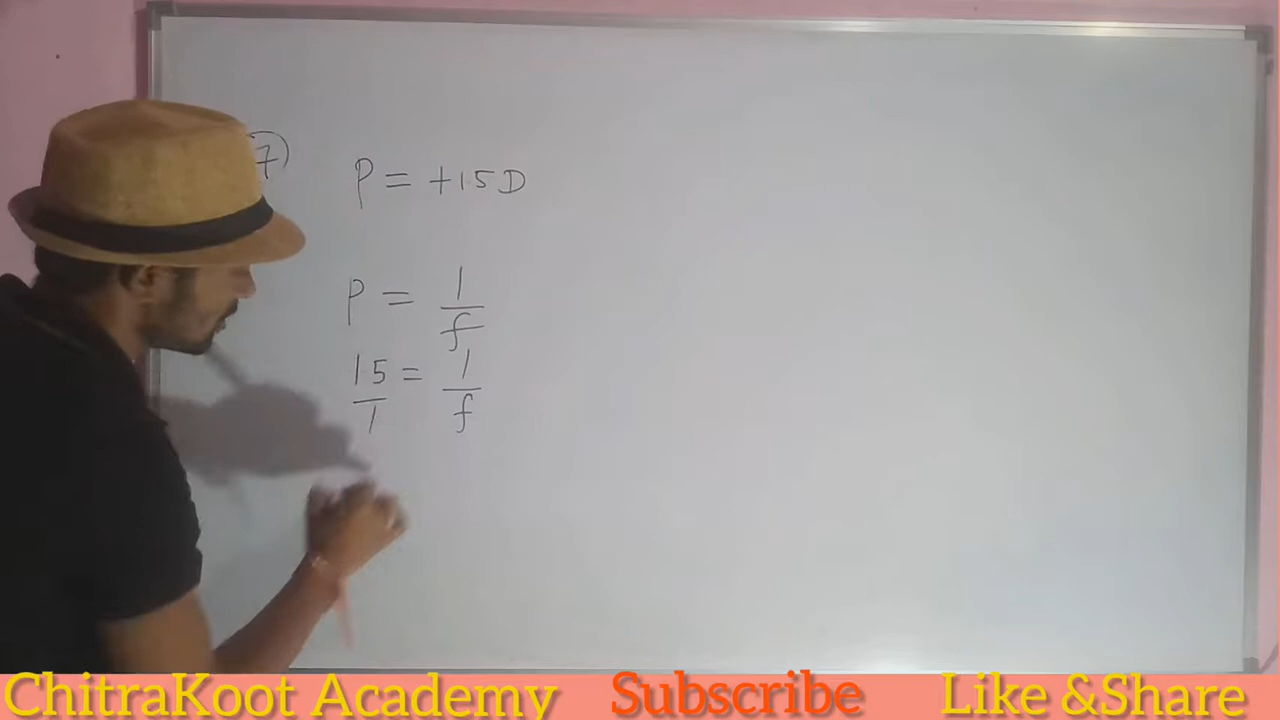 7)
P = +15D
P = 1/f
15/1 = 1/f
ChitraKoot Academy Subscribe Like &Share